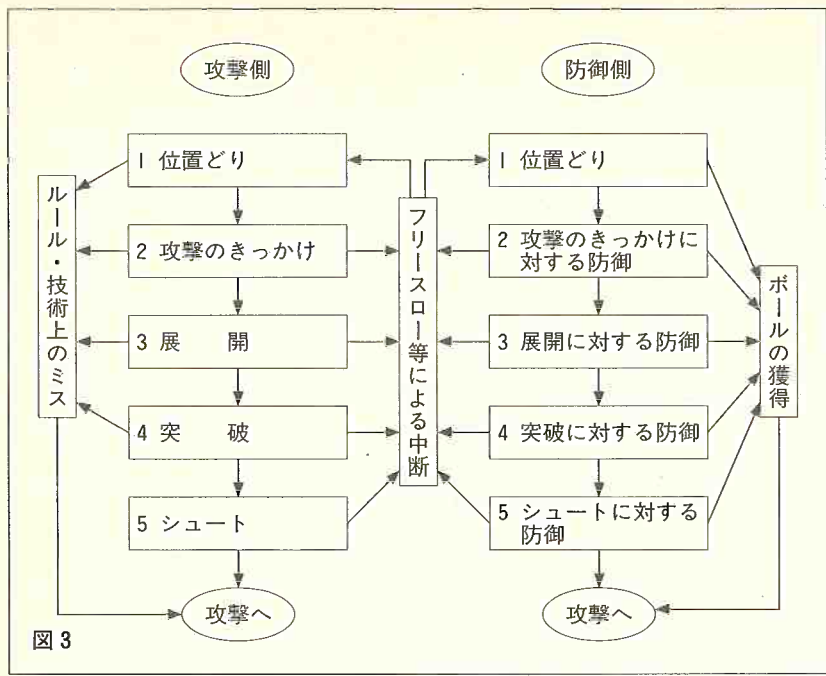 攻撃側
防御側
1 位置どり
2 攻撃のきっかけ
3 展　開
4 突　破
5 シュート
攻撃へ
ルール・技術上のミス
フリースロー等による中断
1 位置どり
2 攻撃のきっかけに
対する防御
3 展開に対する防御
4 突破に対する防御
5 シュートに対する
防御
攻撃へ
ボールの獲得
図3